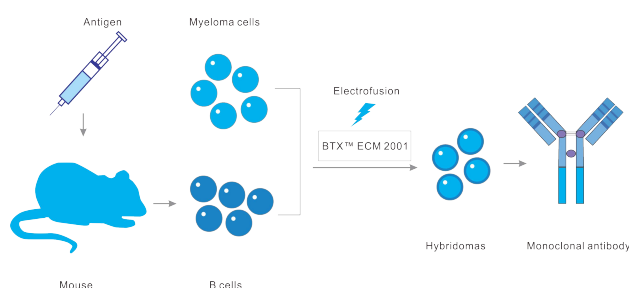 Antigen
Myeloma cells
Electrofusion
BTX™ ECM 2001
Hybridomas
Monoclonal antibody
Mouse
B cells